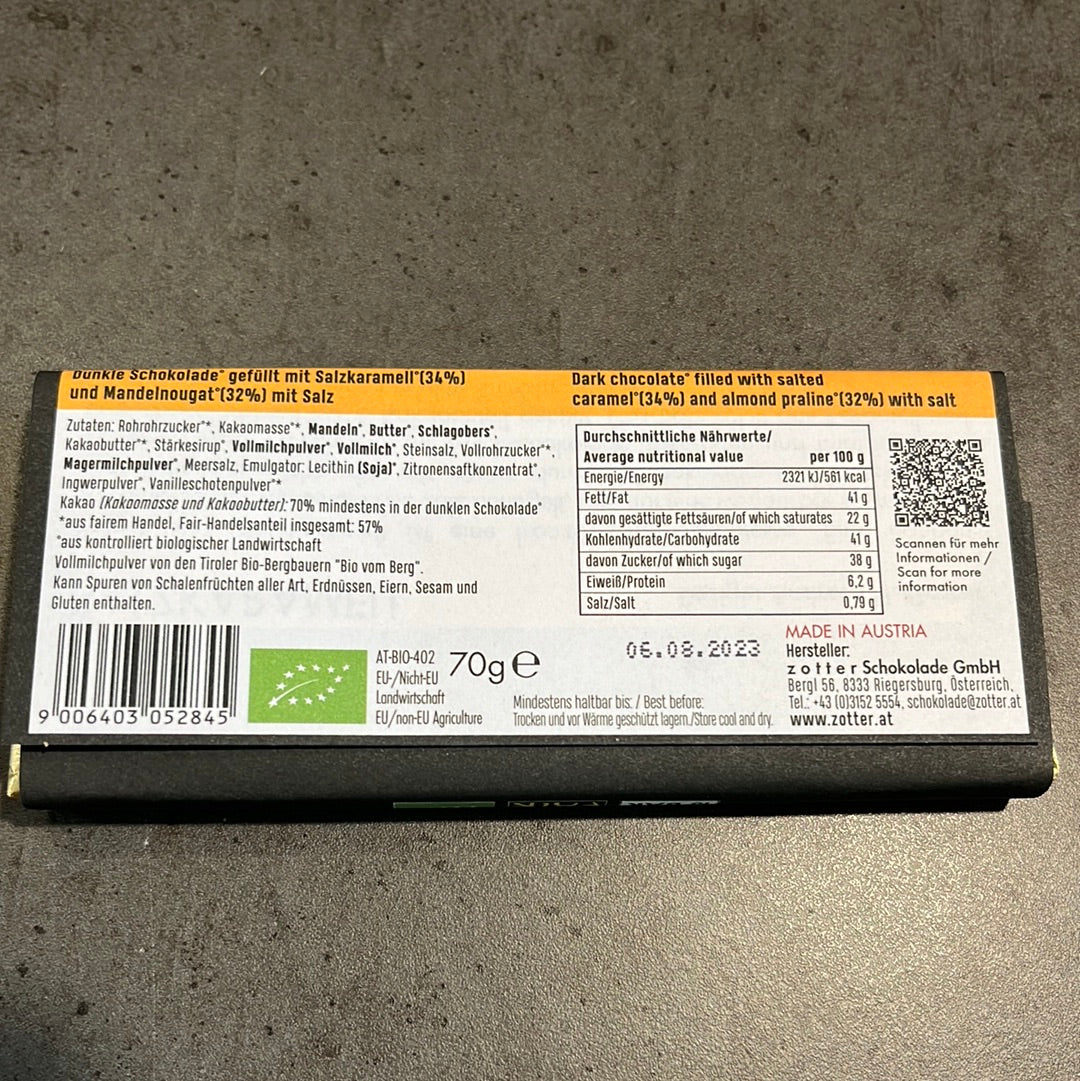 Dunkle Schokolade° gefüllt mit Salzkaramell°(34%)
und Mandelnougat°(32%) mit Salz
Dark chocolate° filled with salted
caramel°(34%) and almond praline°(32%) with salt
Zutaten: Rohrohrzucker°*, Kakaomasse°*, Mandeln°, Butter°, Schlagobers°,
Kakaobutter°*, Stärkesirup°, Vollmilchpulver°, Vollmilch°, Steinsalz, Vollrohrzucker°*,
Magermilchpulver°, Meersalz, Emulgator: Lecithin (Soja)°, Zitronensaftkonzentrat°,
Ingwerpulver°, Vanilleschotenpulver°*
Kakao (Kakaomasse und Kakaobutter): 70% mindestens in der dunklen Schokolade°
*aus fairem Handel, Fair-Handelsanteil insgesamt: 57%
°aus kontrolliert biologischer Landwirtschaft
Vollmilchpulver von den Tiroler Bio-Bergbauern "Bio vom Berg".
Kann Spuren von Schalenfrüchten aller Art, Erdnüssen, Eiern, Sesam und
Gluten enthalten.
Durchschnittliche Nährwerte/
Average nutritional value per 100 g
Energie/Energy 2321 kJ/561 kcal
Fett/Fat 41 g
davon gesättigte Fettsäuren/of which saturates 22 g
Kohlenhydrate/Carbohydrate 41 g
davon Zucker/of which sugar 38 g
Eiweiß/Protein 6,2 g
Salz/Salt 0,79 g
Scannen für mehr
Informationen /
Scan for more
information
9 006403 052845
AT-BIO-402
EU-/Nicht-EU
Landwirtschaft
EU/non-EU Agriculture
70g e
06.08.2023
Mindestens haltbar bis: / Best before:
Trocken und vor Wärme geschützt lagern./Store cool and dry.
MADE IN AUSTRIA
Hersteller:
zotter Schokolade GmbH
Bergl 56, 8333 Riegersburg, Österreich,
Tel.: +43 (0)3152 5554, schokolade@zotter.at
www.zotter.at